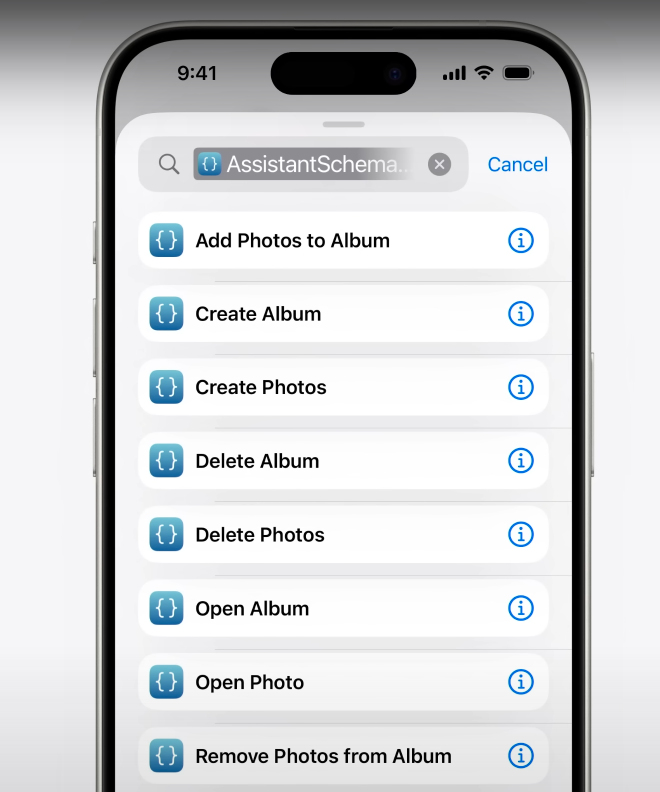 9:41
{} AssistantSchema...
Cancel
{} Add Photos to Album
{} Create Album
{} Create Photos
{} Delete Album
{} Delete Photos
{} Open Album
{} Open Photo
{} Remove Photos from Album